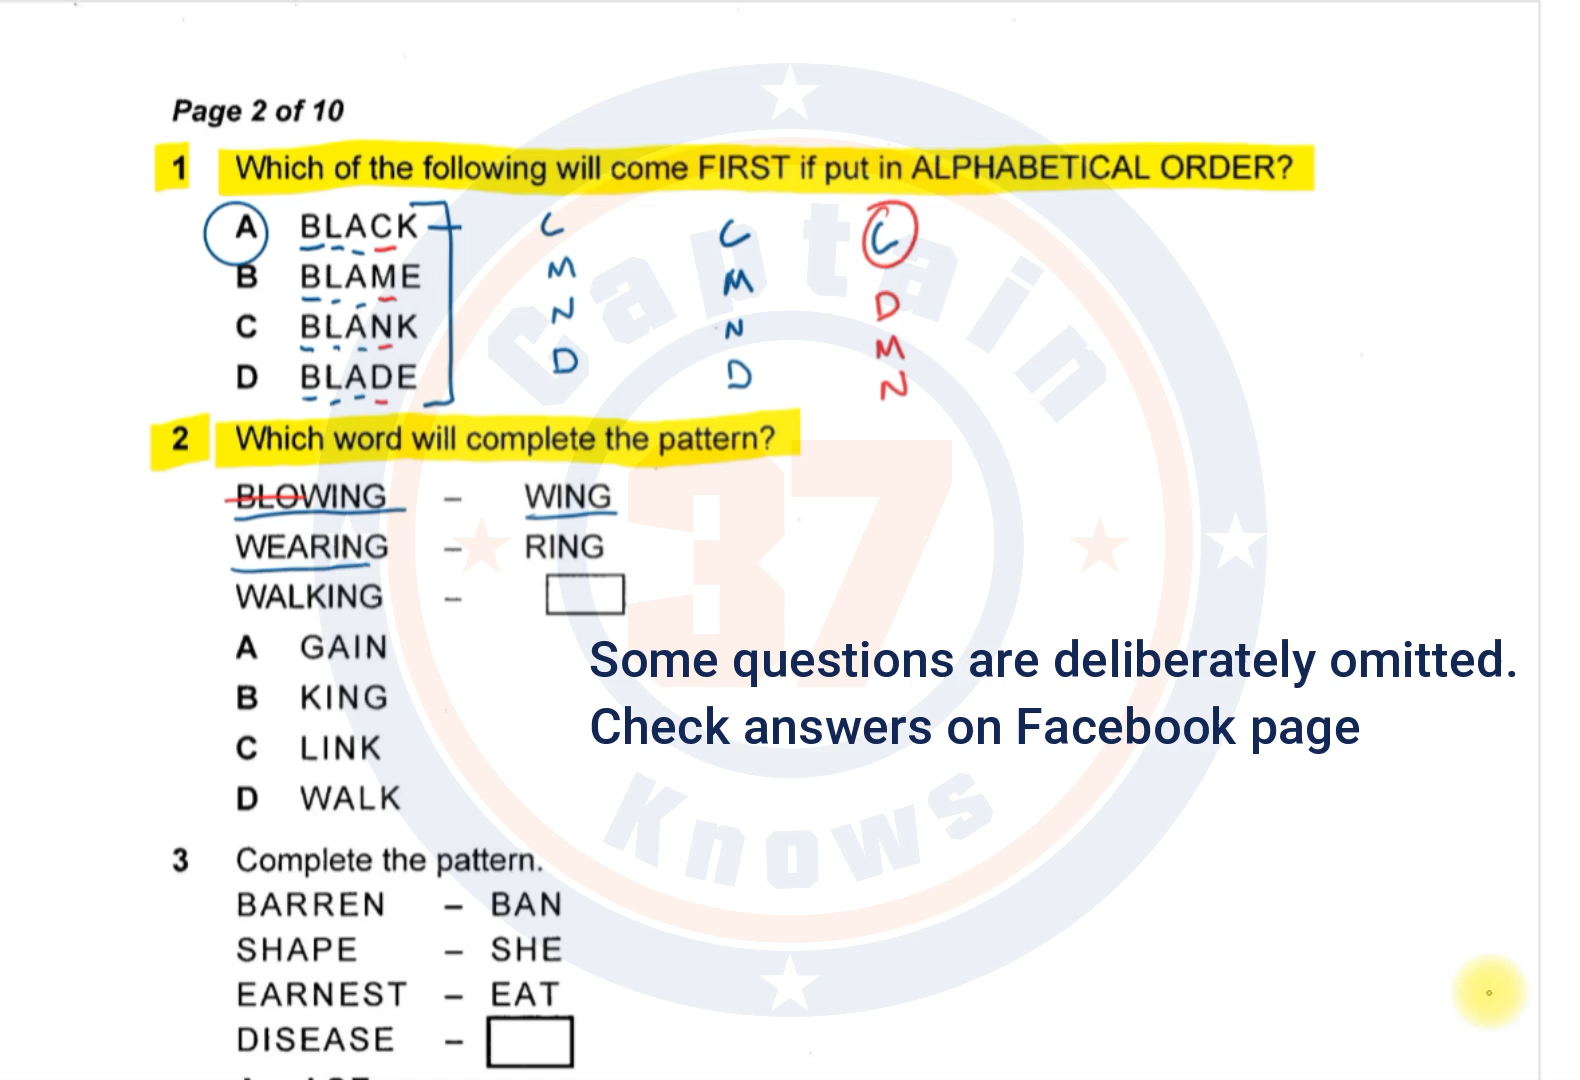 Page 2 of 10
1 Which of the following will come FIRST if put in ALPHABETICAL ORDER?
A BLACK C C C
B BLAME M M D
C BLANK N N M
D BLADE D D N
2 Which word will complete the pattern?
BLOWING – WING
WEARING – RING
WALKING –
A GAIN
B KING
C LINK
D WALK
Some questions are deliberately omitted.
Check answers on Facebook page
3 Complete the pattern.
BARREN – BAN
SHAPE – SHE
EARNEST – EAT
DISEASE –
Captain
37
Knows